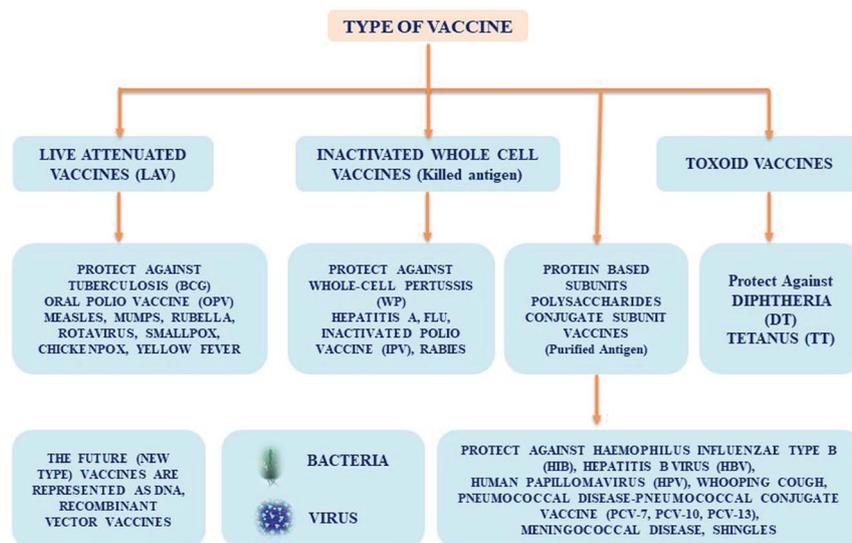 TYPE OF VACCINE
LIVE ATTENUATED
VACCINES (LAV)
INACTIVATED WHOLE CELL
VACCINES (Killed antigen)
TOXOID VACCINES
PROTECT AGAINST
TUBERCULOSIS (BCG)
ORAL POLIO VACCINE (OPV)
MEASLES, MUMPS, RUBELLA,
ROTAVIRUS, SMALLPOX,
CHICKENPOX, YELLOW FEVER
PROTECT AGAINST
WHOLE-CELL PERTUSSIS
(WP)
HEPATITIS A, FLU,
INACTIVATED POLIO
VACCINE (IPV), RABIES
PROTEIN BASED
SUBUNITS
POLYSACCHARIDES
CONJUGATE SUBUNIT
VACCINES
(Purified Antigen)
Protect Against
DIPHTHERIA
(DT)
TETANUS (TT)
THE FUTURE (NEW
TYPE) VACCINES ARE
REPRESENTED AS DNA,
RECOMBINANT
VECTOR VACCINES
BACTERIA
VIRUS
PROTECT AGAINST HAEMOPHILUS INFLUENZAE TYPE B
(HIB), HEPATITIS B VIRUS (HBV),
HUMAN PAPILLOMAVIRUS (HPV), WHOOPING COUGH,
PNEUMOCOCCAL DISEASE-PNEUMOCOCCAL CONJUGATE
VACCINE (PCV-7, PCV-10, PCV-13),
MENINGOCOCCAL DISEASE, SHINGLES